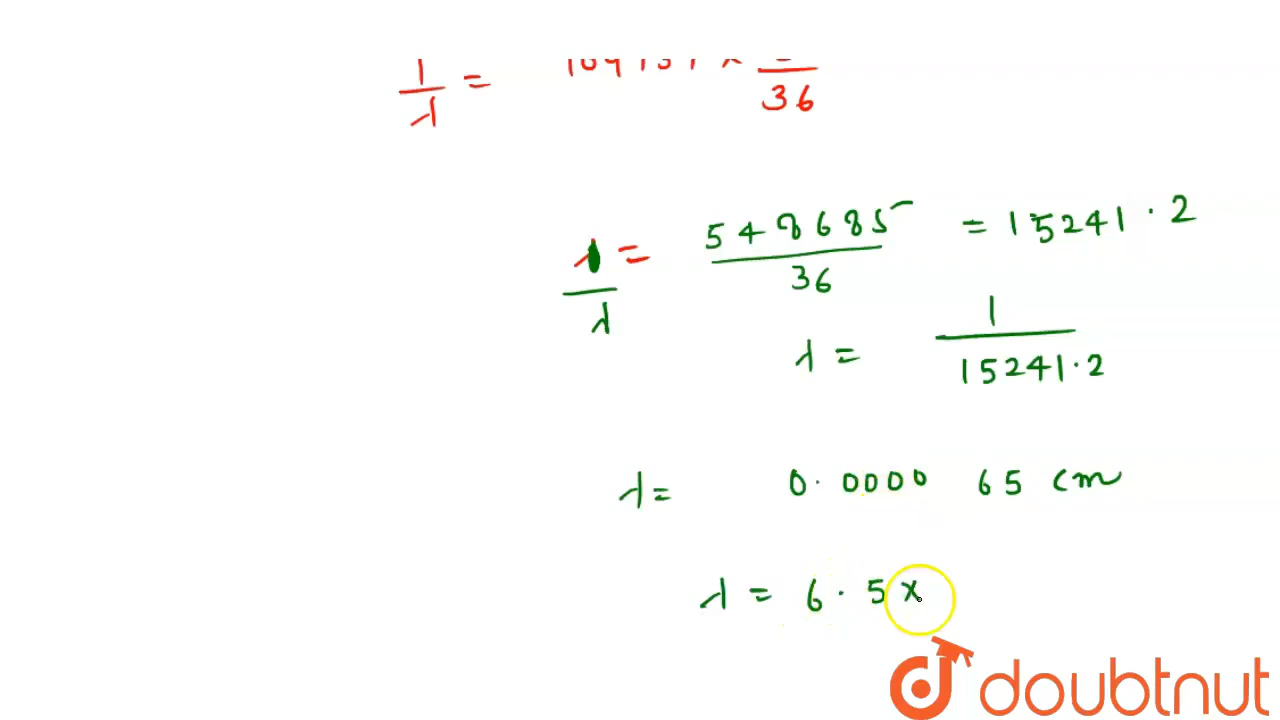 1/λ = × /36
1/λ = 548685/36 = 15241.2
λ = 1/15241.2
λ = 0.0000 65 cm
λ = 6.5 ×
doubtnut